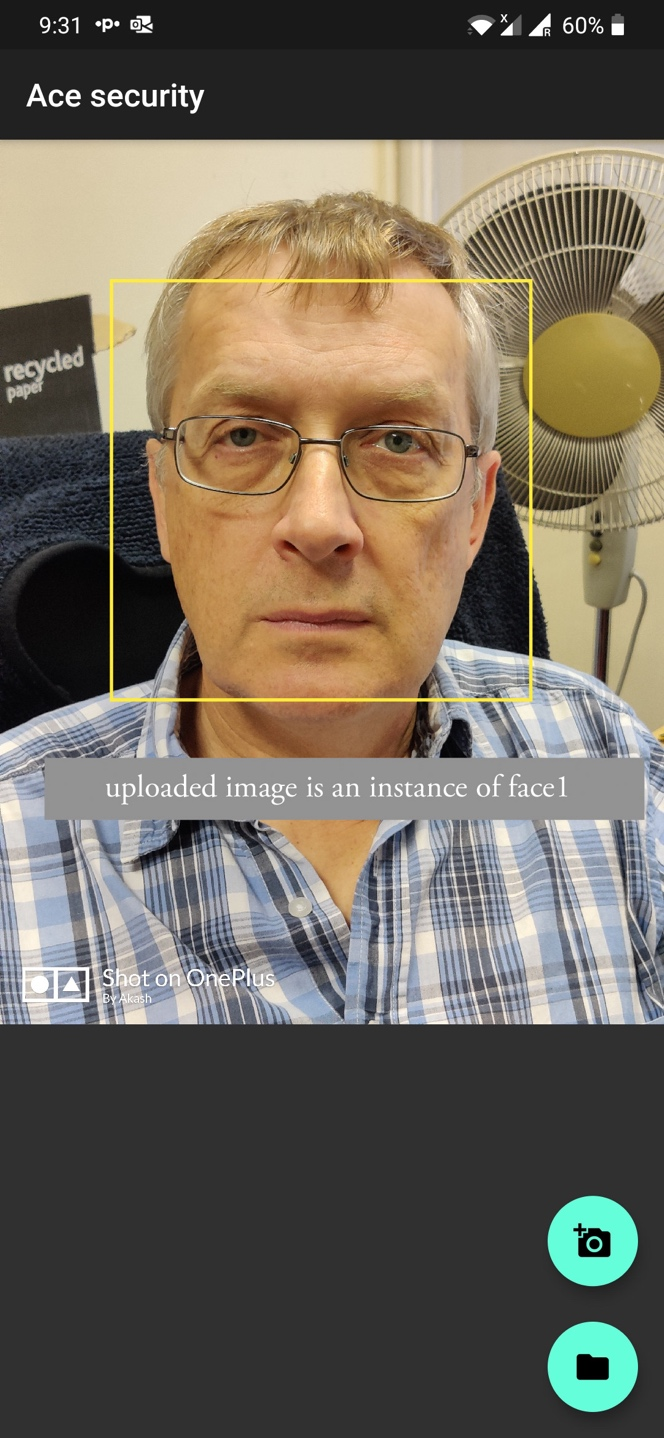 9:31
60%
Ace security
recycled
paper
uploaded image is an instance of face1
Shot on OnePlus
By Akash